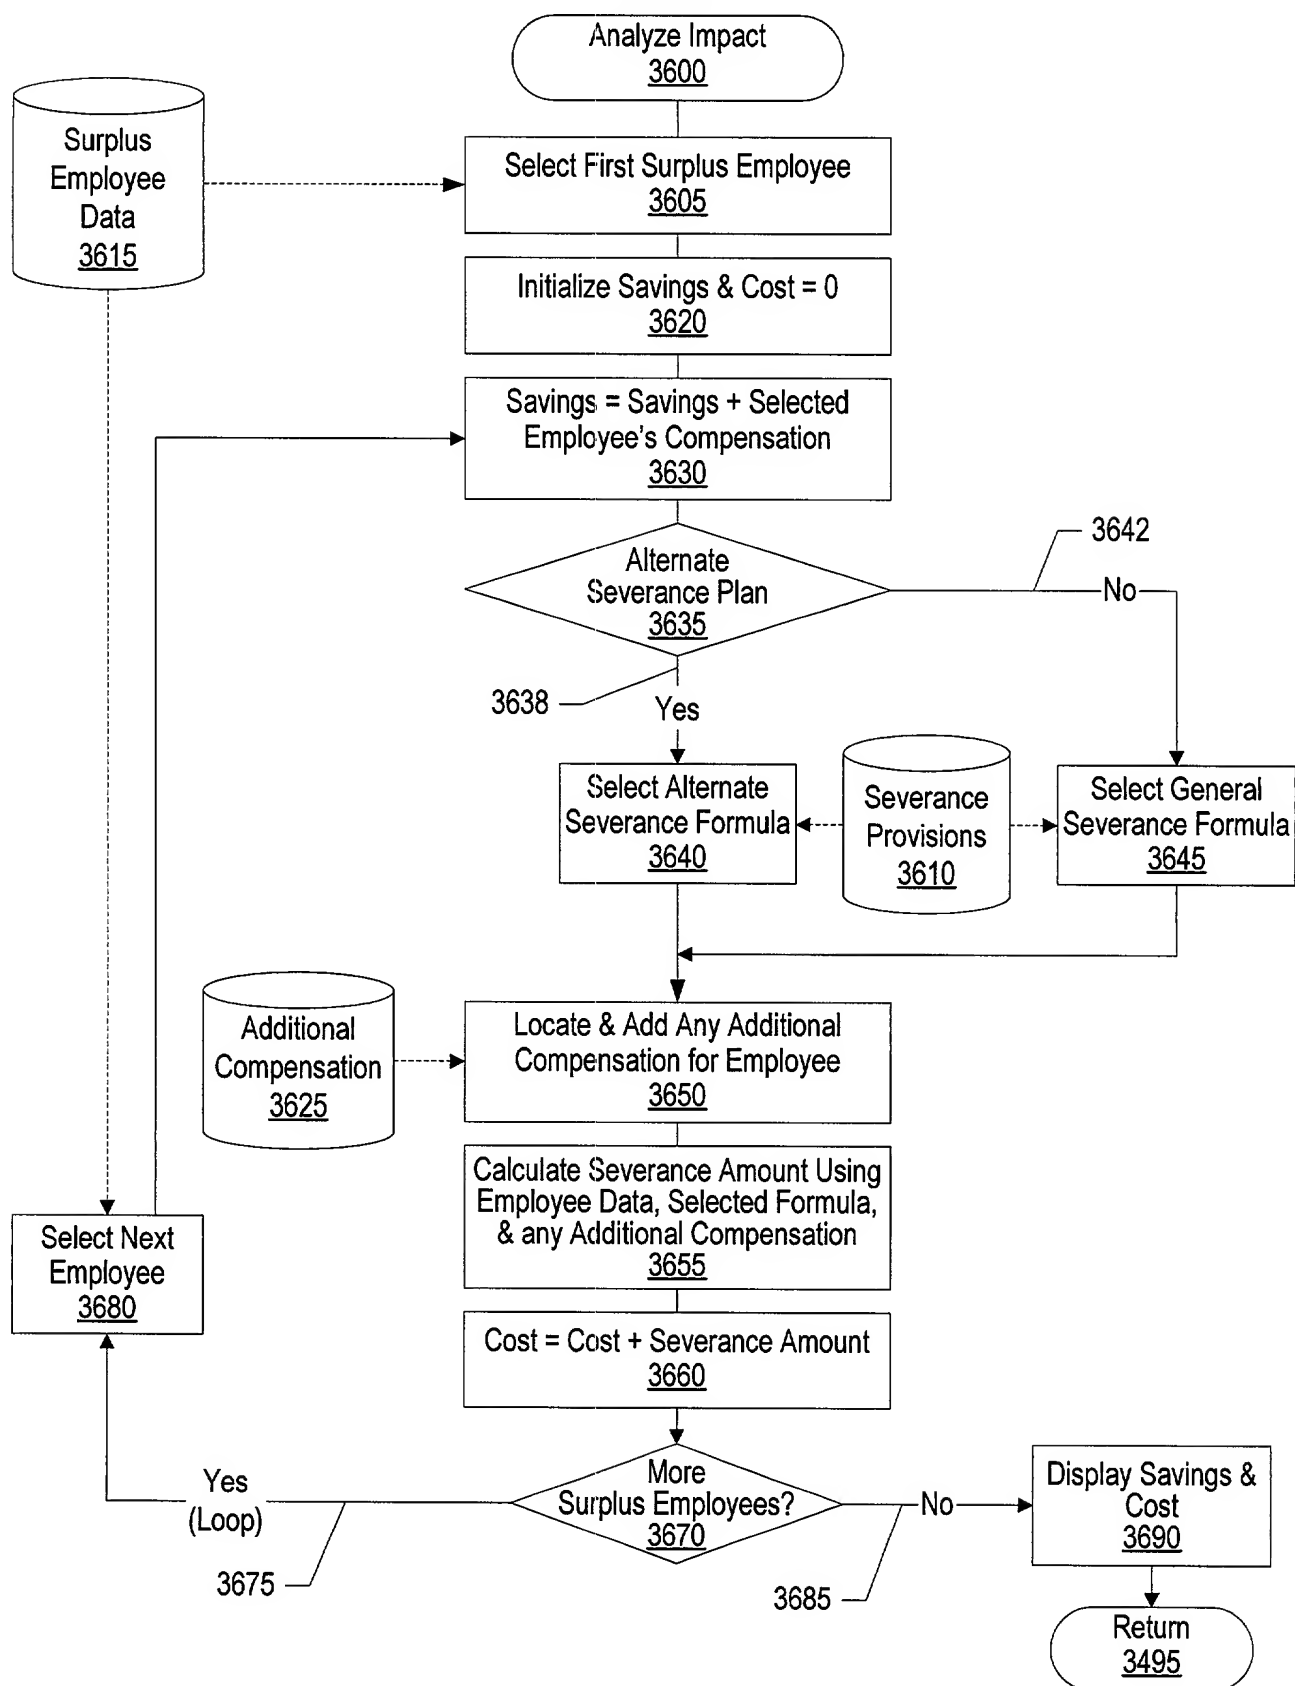 Analyze Impact
3600
Surplus
Employee
Data
3615
Select First Surplus Employee
3605
Initialize Savings & Cost = 0
3620
Savings = Savings + Selected
Employee's Compensation
3630
Alternate
Severance Plan
3635
3642
No
3638
Yes
Select Alternate
Severance Formula
3640
Severance
Provisions
3610
Select General
Severance Formula
3645
Additional
Compensation
3625
Locate & Add Any Additional
Compensation for Employee
3650
Calculate Severance Amount Using
Employee Data, Selected Formula,
& any Additional Compensation
3655
Select Next
Employee
3680
Cost = Cost + Severance Amount
3660
More
Surplus Employees?
3670
Yes
(Loop)
3675
No
3685
Display Savings &
Cost
3690
Return
3495